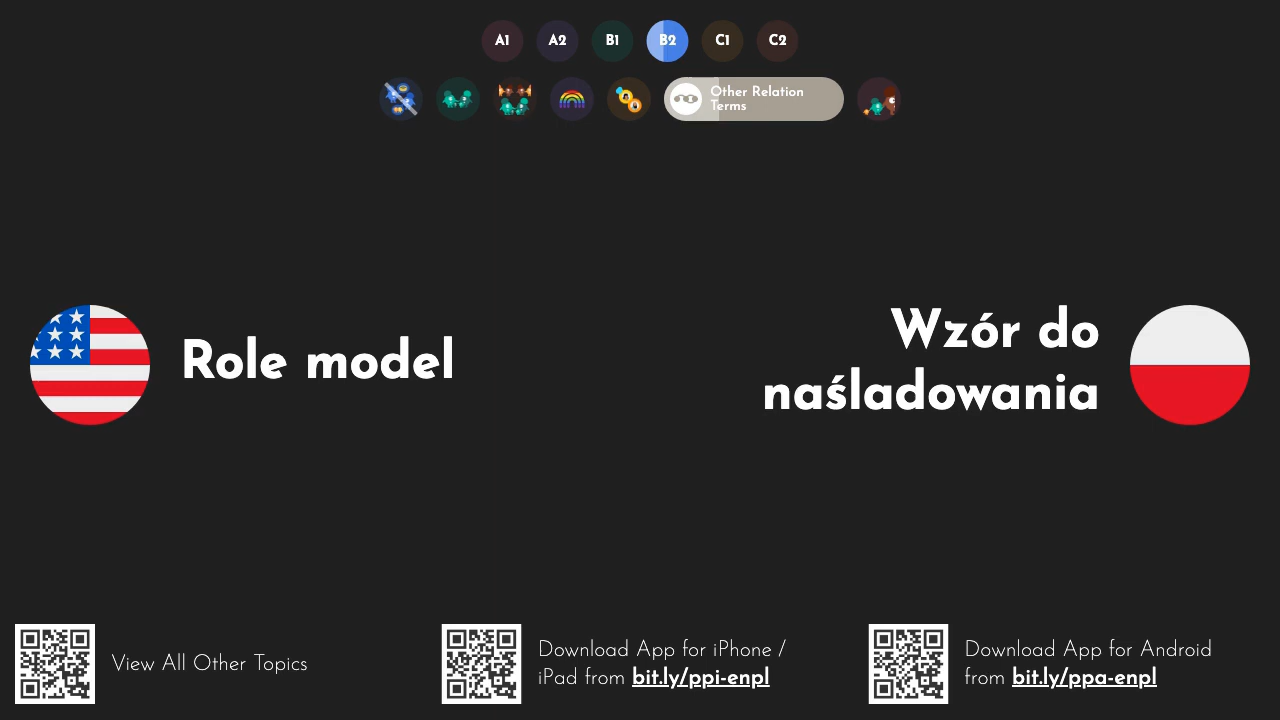 A1 A2 B1 B2 C1 C2
Other Relation
Terms
Role model
Wzór do
naśladowania
View All Other Topics
Download App for iPhone /
iPad from bit.ly/ppi-enpl
Download App for Android
from bit.ly/ppa-enpl